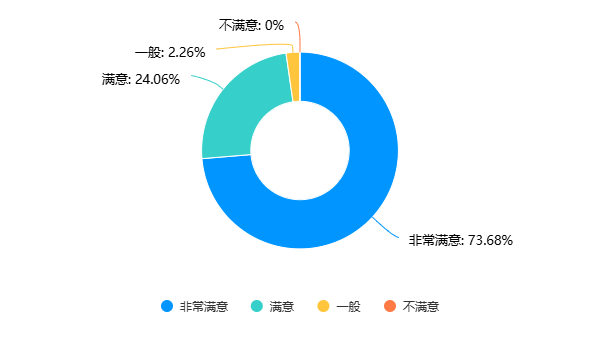 不满意: 0%
一般: 2.26%
满意: 24.06%
非常满意: 73.68%
非常满意 满意 一般 不满意